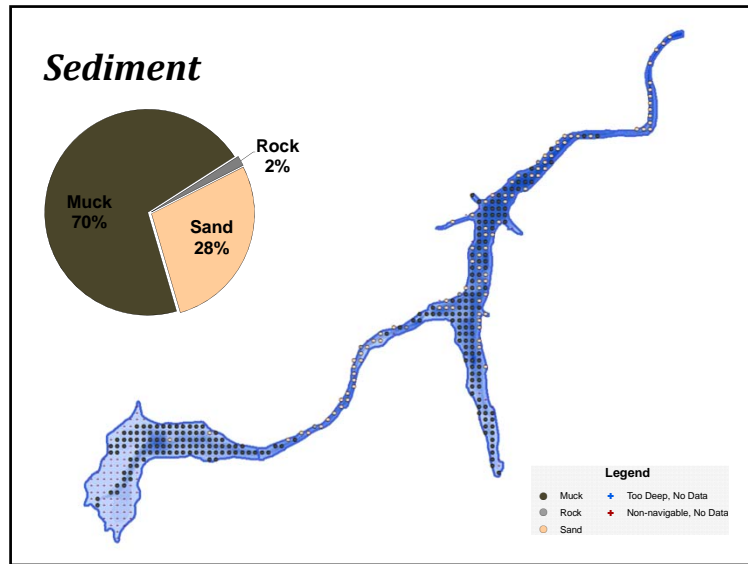 Sediment
Rock
2%
Muck
70%
Sand
28%
Legend
Muck
Too Deep, No Data
Rock
Non-navigable, No Data
Sand